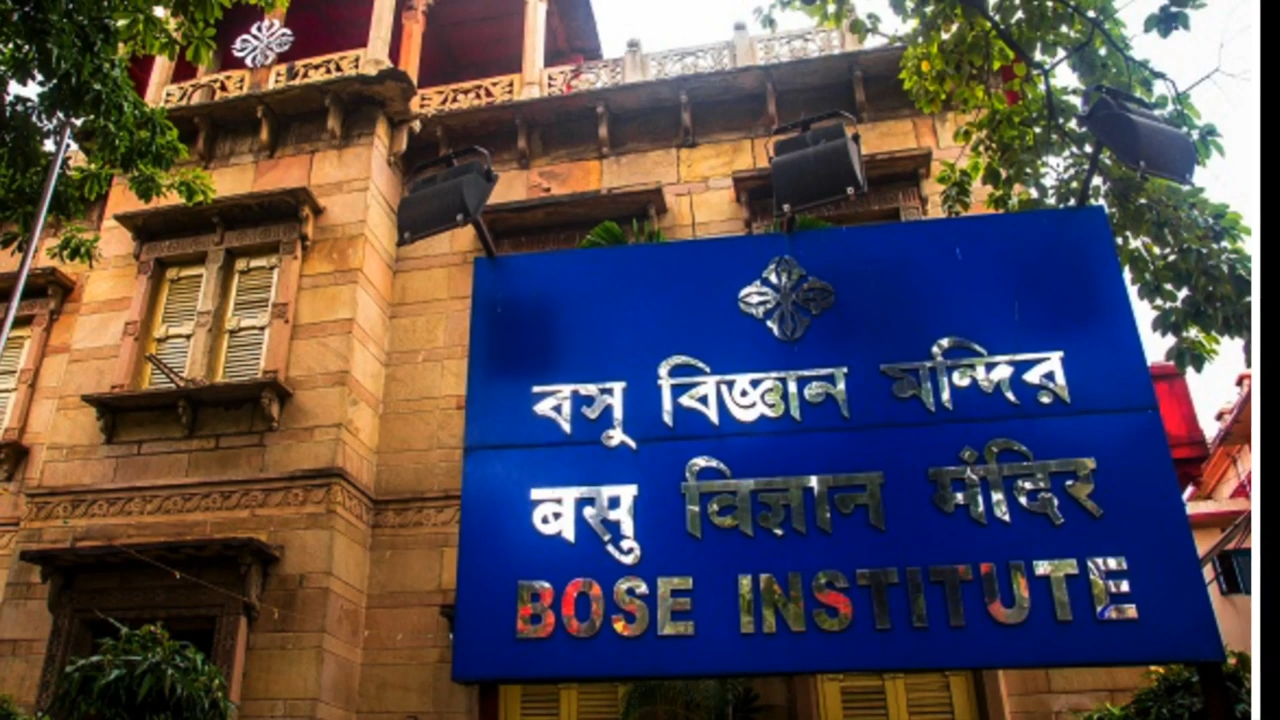 বসু বিজ্ঞান মন্দির
बसु विज्ञान मंदिर
BOSE INSTITUTE